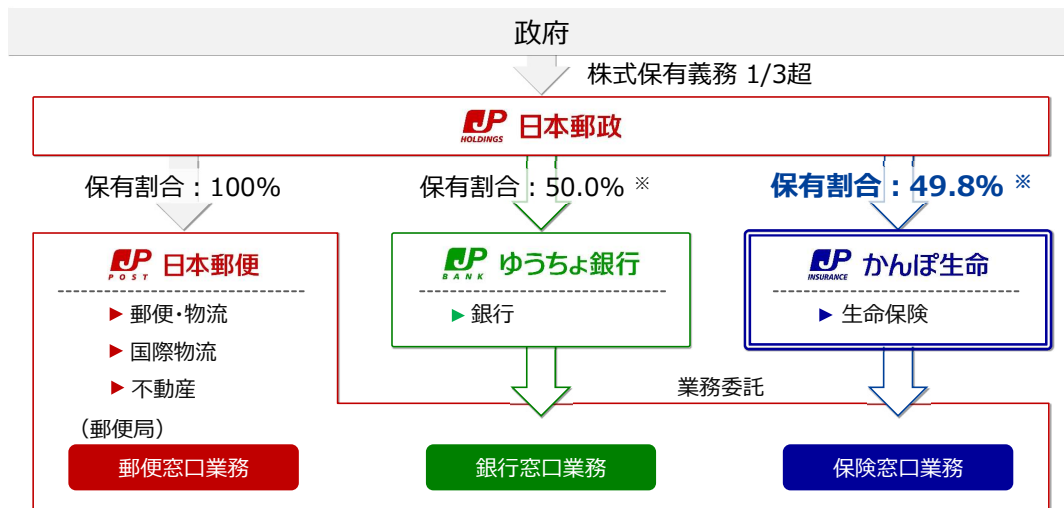 政府
株式保有義務 1/3超
JP HOLDINGS 日本郵政
保有割合:100%
保有割合:50.0% ※
保有割合:49.8% ※
JP POST 日本郵便
郵便・物流
国際物流
不動産
JP BANK ゆうちょ銀行
銀行
JP INSURANCE かんぽ生命
生命保険
業務委託
（郵便局）
郵便窓口業務
銀行窓口業務
保険窓口業務